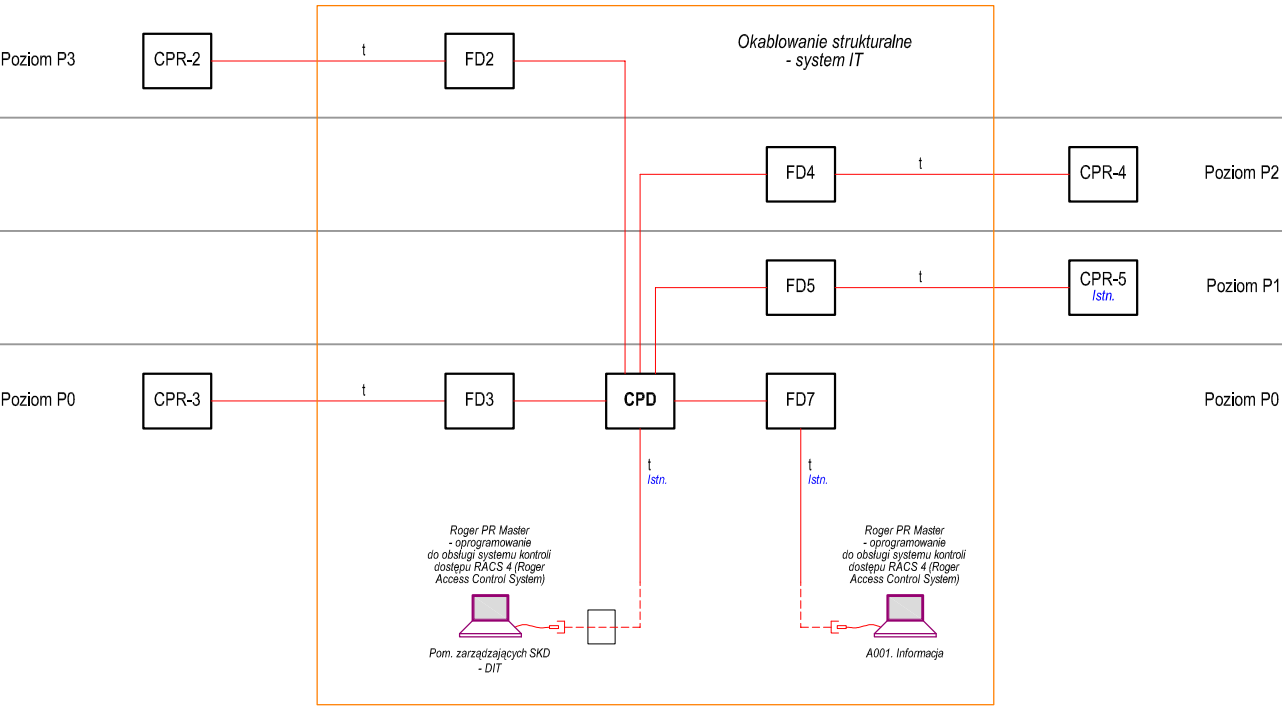 Poziom P3
CPR-2
t
FD2
Okablowanie strukturalne
- system IT
FD4
t
CPR-4
Poziom P2
FD5
t
CPR-5
Istn.
Poziom P1
Poziom P0
CPR-3
t
FD3
CPD
FD7
Poziom P0
t
Istn.
t
Istn.
Roger PR Master
- oprogramowanie
do obsługi systemu kontroli
dostępu RACS 4 (Roger
Access Control System)
Pom. zarządzających SKD
- DIT
Roger PR Master
- oprogramowanie
do obsługi systemu kontroli
dostępu RACS 4 (Roger
Access Control System)
A001. Informacja